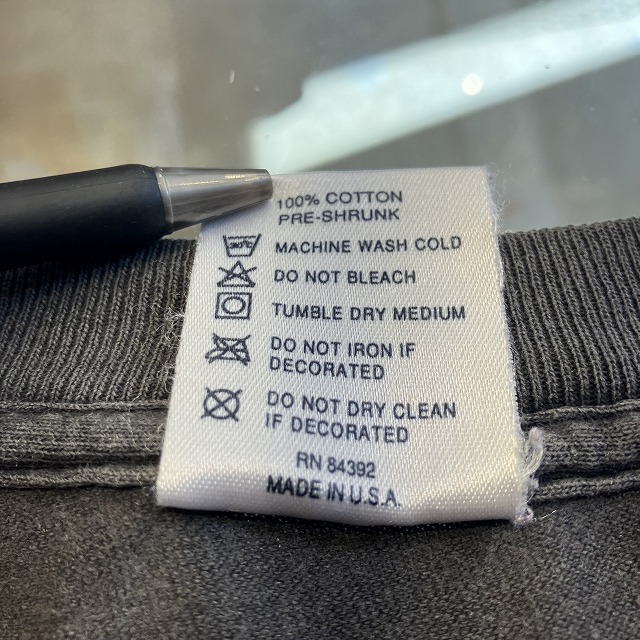 100% COTTON
PRE-SHRUNK
MACHINE WASH COLD
DO NOT BLEACH
TUMBLE DRY MEDIUM
DO NOT IRON IF
DECORATED
DO NOT DRY CLEAN
IF DECORATED
RN 84392
MADE IN U.S.A.